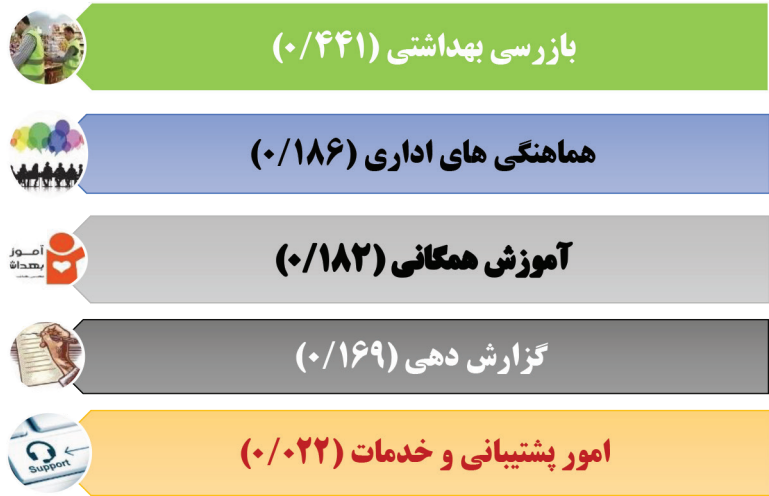 بازرسی بهداشتی (۰/۴۴۱)
هماهنگی های اداری (۰/۱۸۶)
آموزش همگانی (۰/۱۸۲)
گزارش دهی (۰/۱۶۹)
امور پشتیبانی و خدمات (۰/۰۲۲)
Support